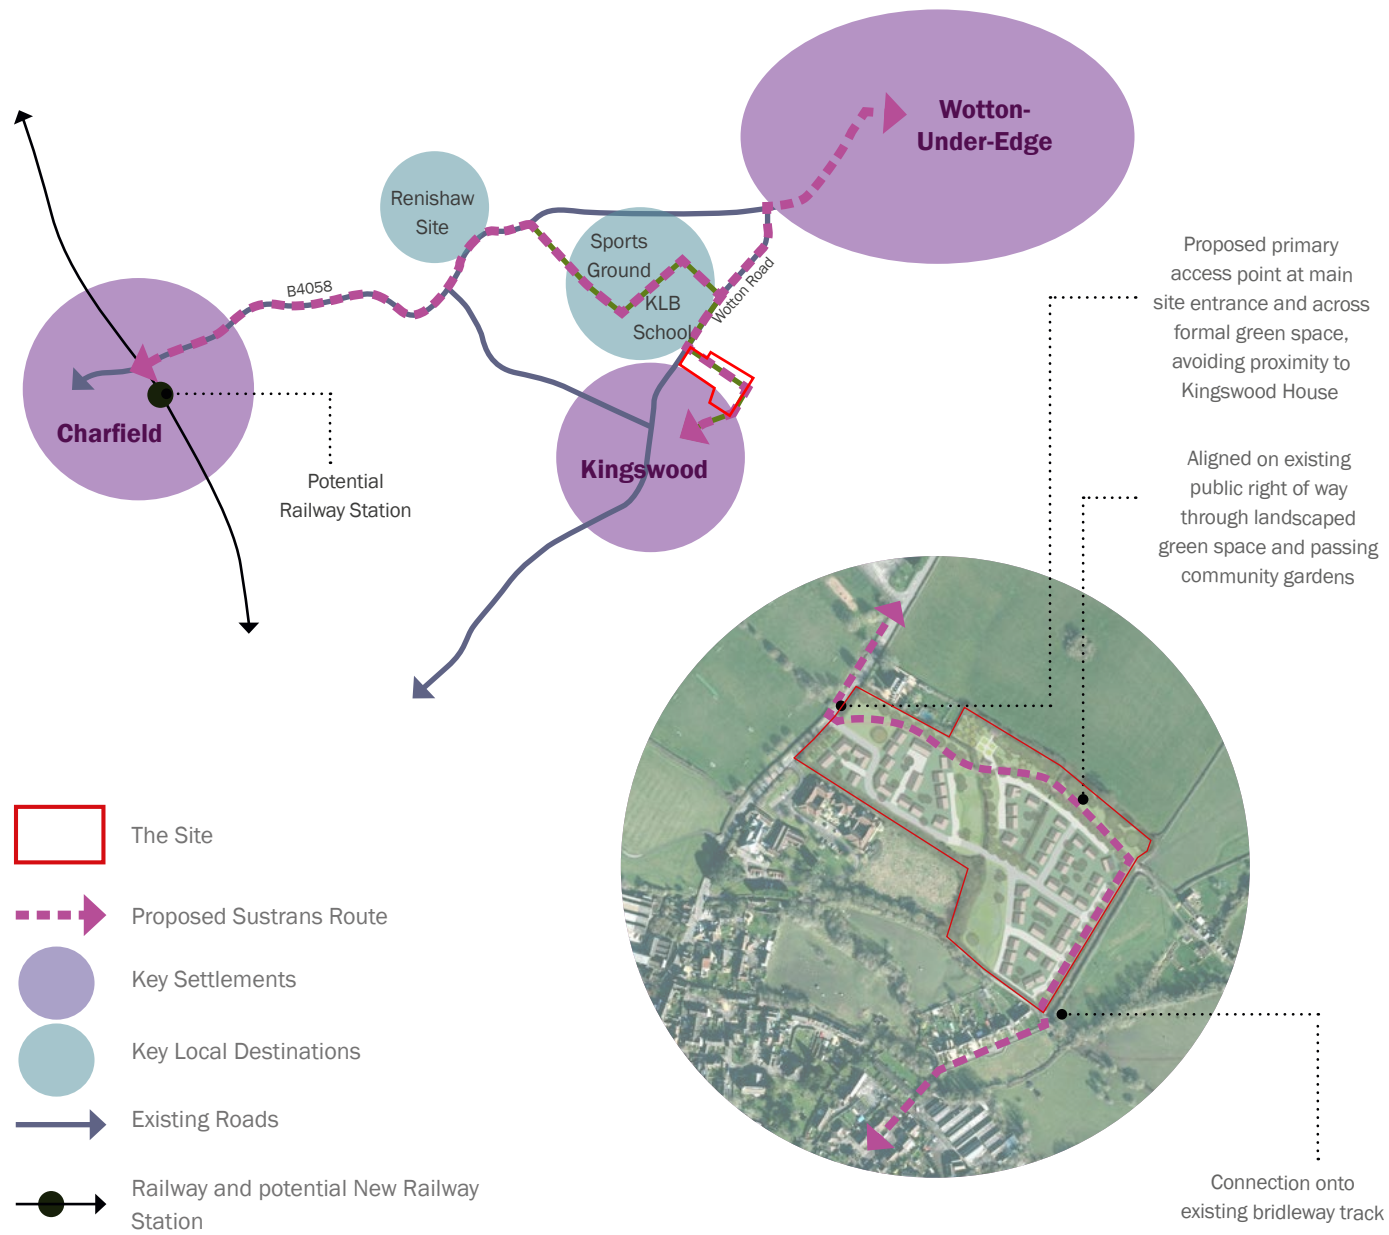 Wotton-
Under-Edge
Renishaw
Site
Sports
Ground
KLB
School
Wotton Road
B4058
Charfield
Kingswood
Potential
Railway Station
Proposed primary
access point at main
site entrance and across
formal green space,
avoiding proximity to
Kingswood House
Aligned on existing
public right of way
through landscaped
green space and passing
community gardens
Connection onto
existing bridleway track
The Site
Proposed Sustrans Route
Key Settlements
Key Local Destinations
Existing Roads
Railway and potential New Railway
Station